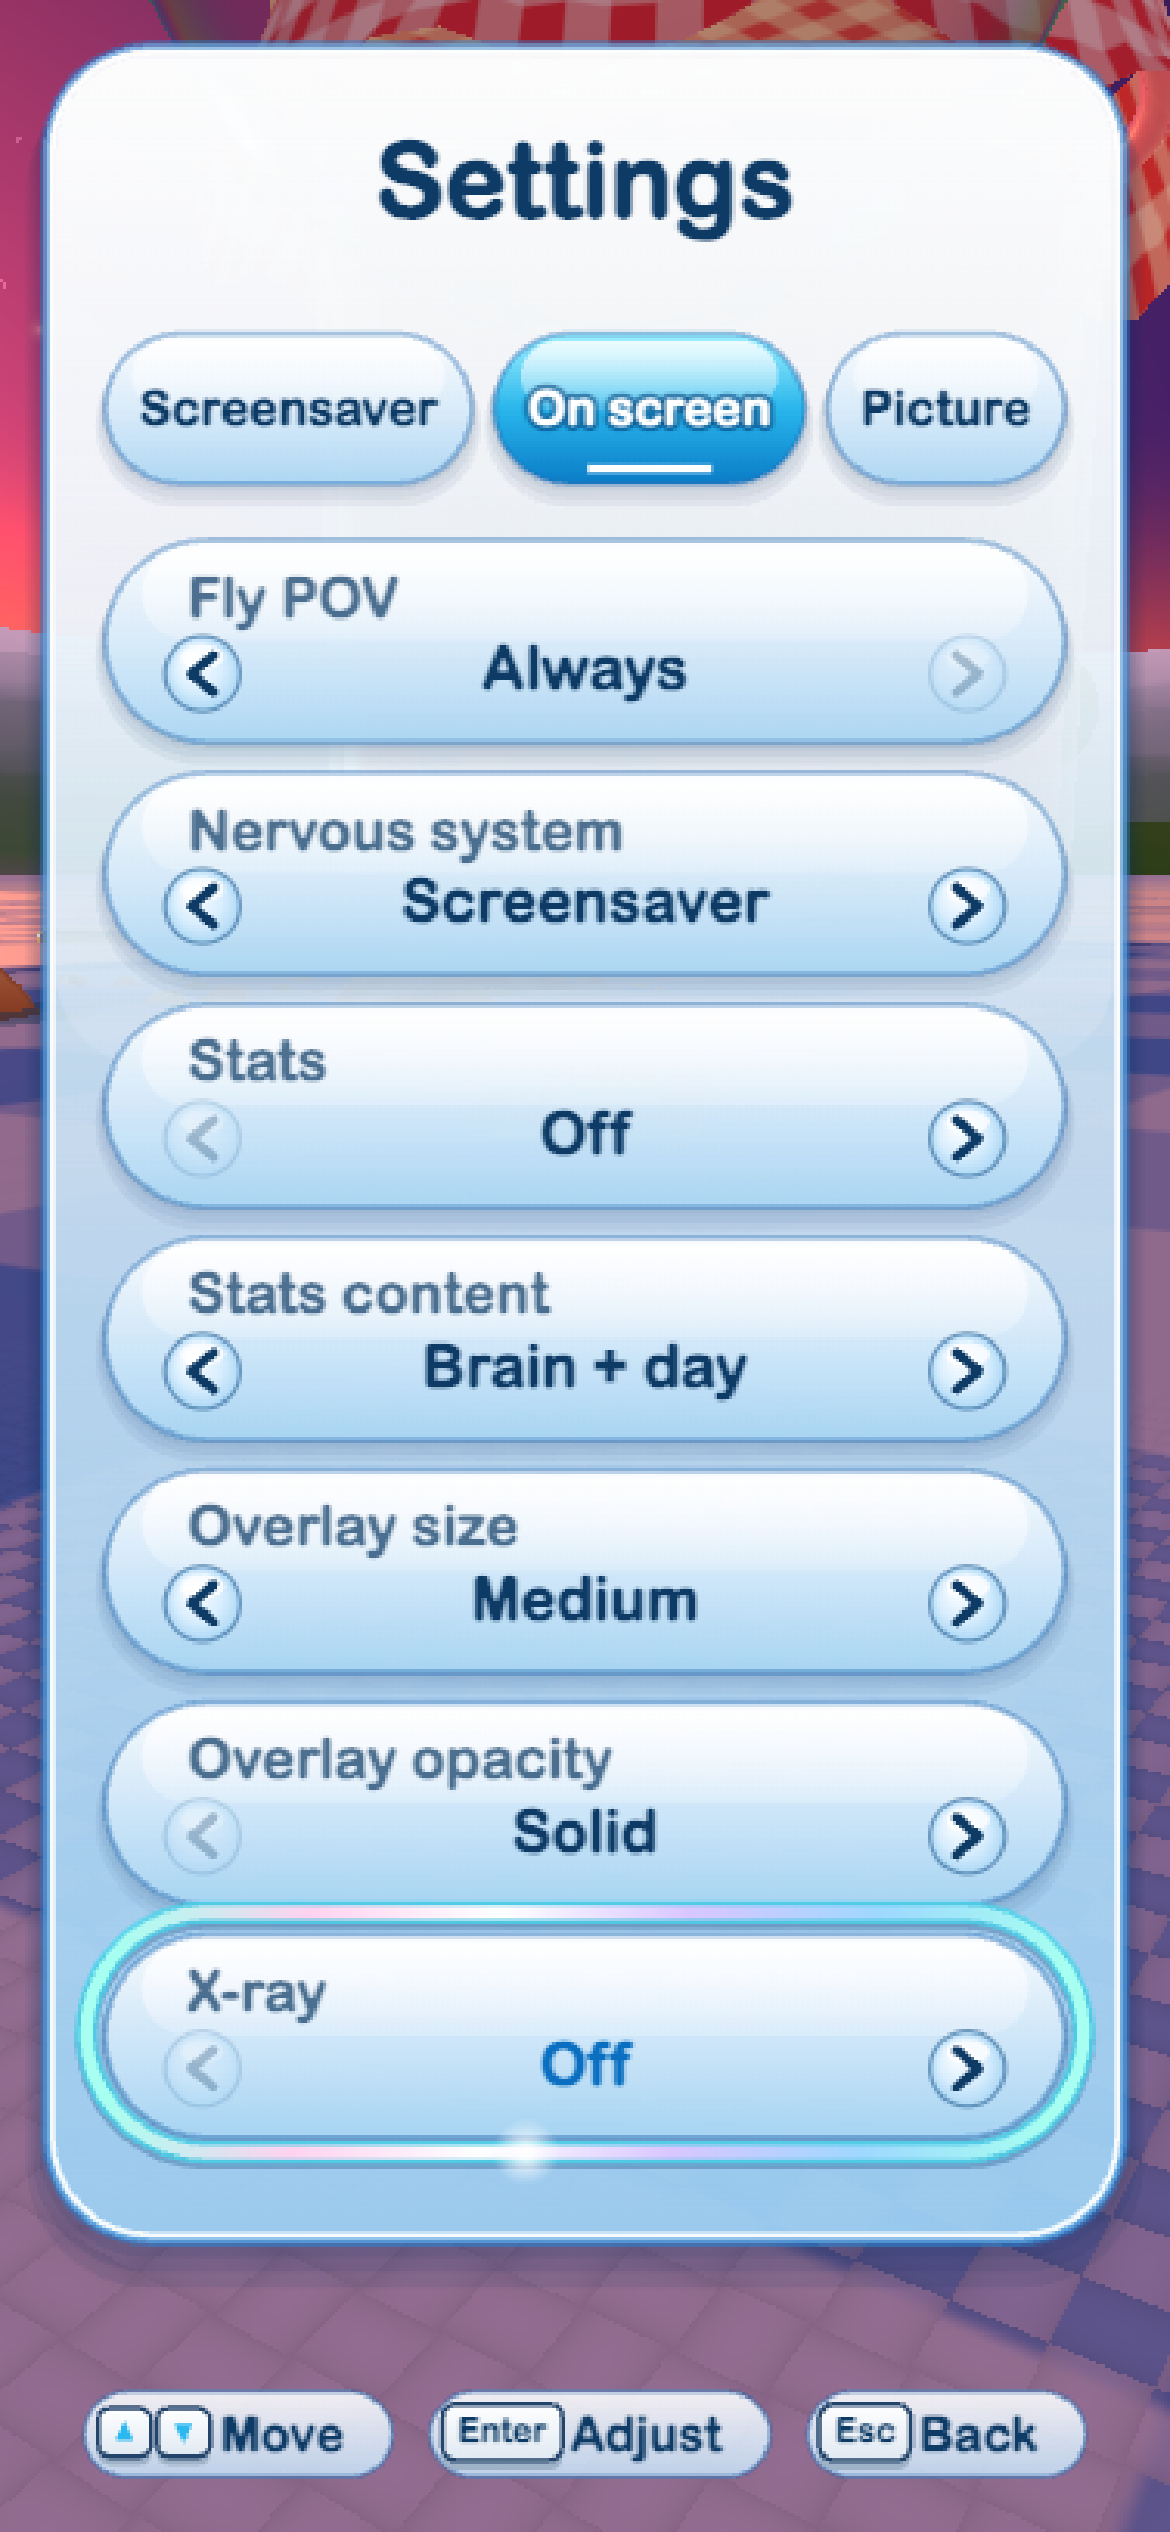 Settings
Screensaver On screen Picture
Fly POV
< Always >
Nervous system
< Screensaver >
Stats
< Off >
Stats content
< Brain + day >
Overlay size
< Medium >
Overlay opacity
< Solid >
X-ray
< Off >
▲ ▼ Move Enter Adjust Esc Back